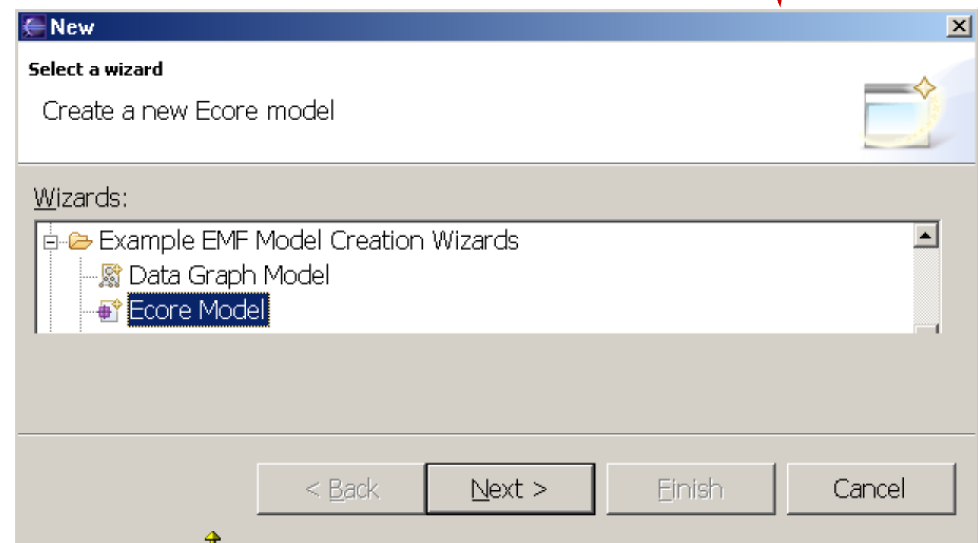 New
Select a wizard
Create a new Ecore model
Wizards:
Example EMF Model Creation Wizards
Data Graph Model
Ecore Model
< Back
Next >
Finish
Cancel